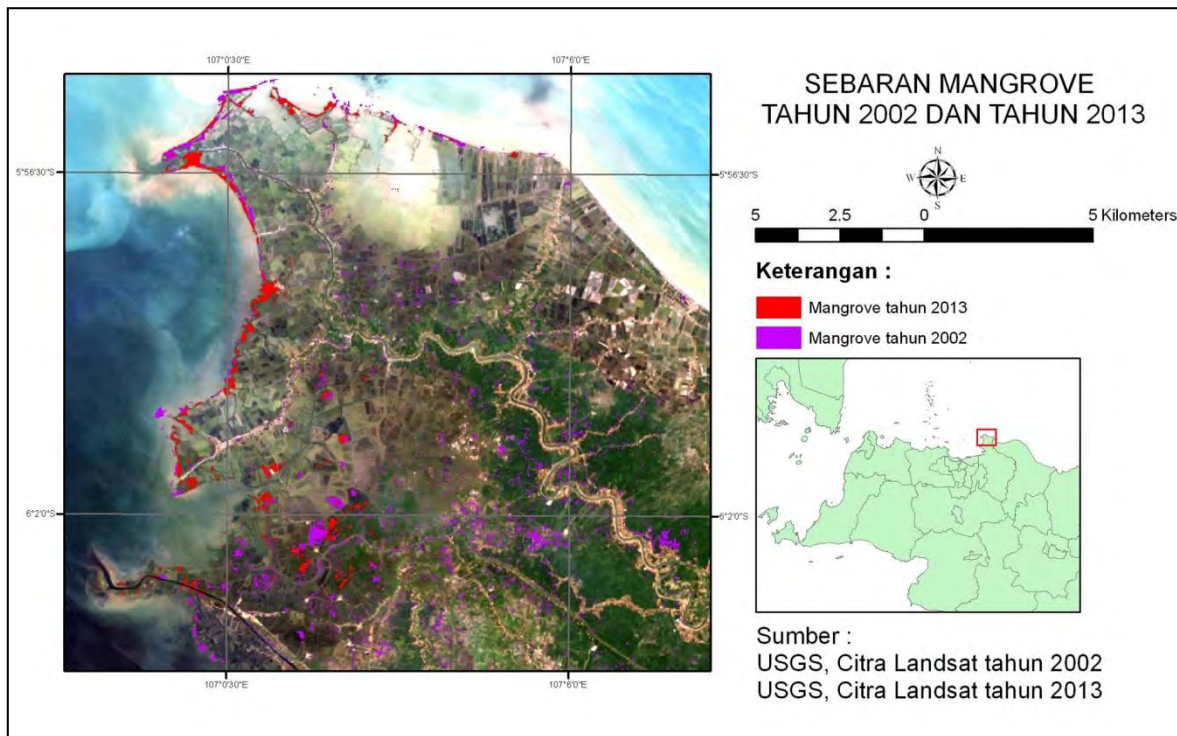 107°0'30"E 107°6'0"E
SEBARAN MANGROVE
TAHUN 2002 DAN TAHUN 2013
N
W E
S
5°56'30"S 5°56'30"S
5 2.5 0 5 Kilometers
Keterangan :
Mangrove tahun 2013
Mangrove tahun 2002
6°2'0"S 6°2'0"S
107°0'30"E 107°6'0"E
Sumber :
USGS, Citra Landsat tahun 2002
USGS, Citra Landsat tahun 2013